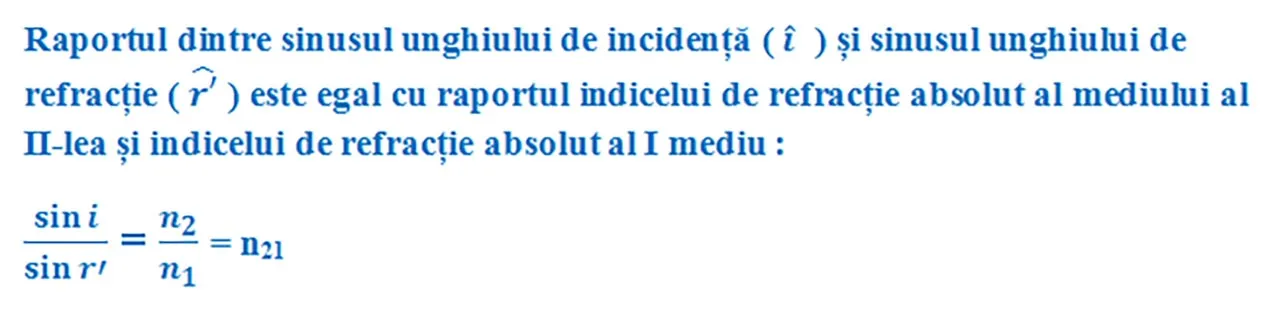 Raportul dintre sinusul unghiului de incidență ( î ) și sinusul unghiului de
refracție ( r̂′ ) este egal cu raportul indicelui de refracție absolut al mediului al
II-lea și indicelui de refracție absolut al I mediu :
sin i / sin r′ = n₂ / n₁ = n₂₁